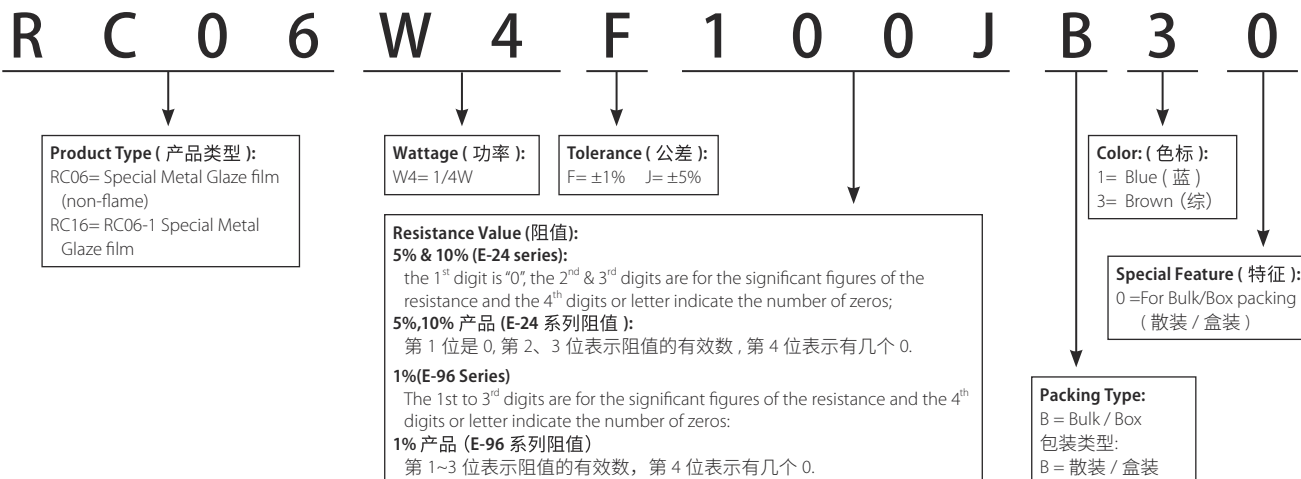 R C 0 6 W 4 F 1 0 0 J B 3 0
Product Type ( 产品类型 ):
RC06= Special Metal Glaze film
(non-flame)
RC16= RC06-1 Special Metal
Glaze film
Wattage ( 功率 ):
W4= 1/4W
Tolerance ( 公差 ):
F= ±1% J= ±5%
Resistance Value (阻值):
5% & 10% (E-24 series):
the 1st digit is "0", the 2nd & 3rd digits are for the significant figures of the
resistance and the 4th digits or letter indicate the number of zeros;
5%,10% 产品 (E-24 系列阻值 ):
第 1 位是 0, 第 2、3 位表示阻值的有效数 , 第 4 位表示有几个 0.
1%(E-96 Series)
The 1st to 3rd digits are for the significant figures of the resistance and the 4th
digits or letter indicate the number of zeros:
1% 产品（E-96 系列阻值）
第 1~3 位表示阻值的有效数，第 4 位表示有几个 0.
Color: ( 色标 ):
1= Blue ( 蓝 )
3= Brown（综）
Special Feature ( 特征 ):
0 =For Bulk/Box packing
( 散装 / 盒装 )
Packing Type:
B = Bulk / Box
包装类型:
B = 散装 / 盒装